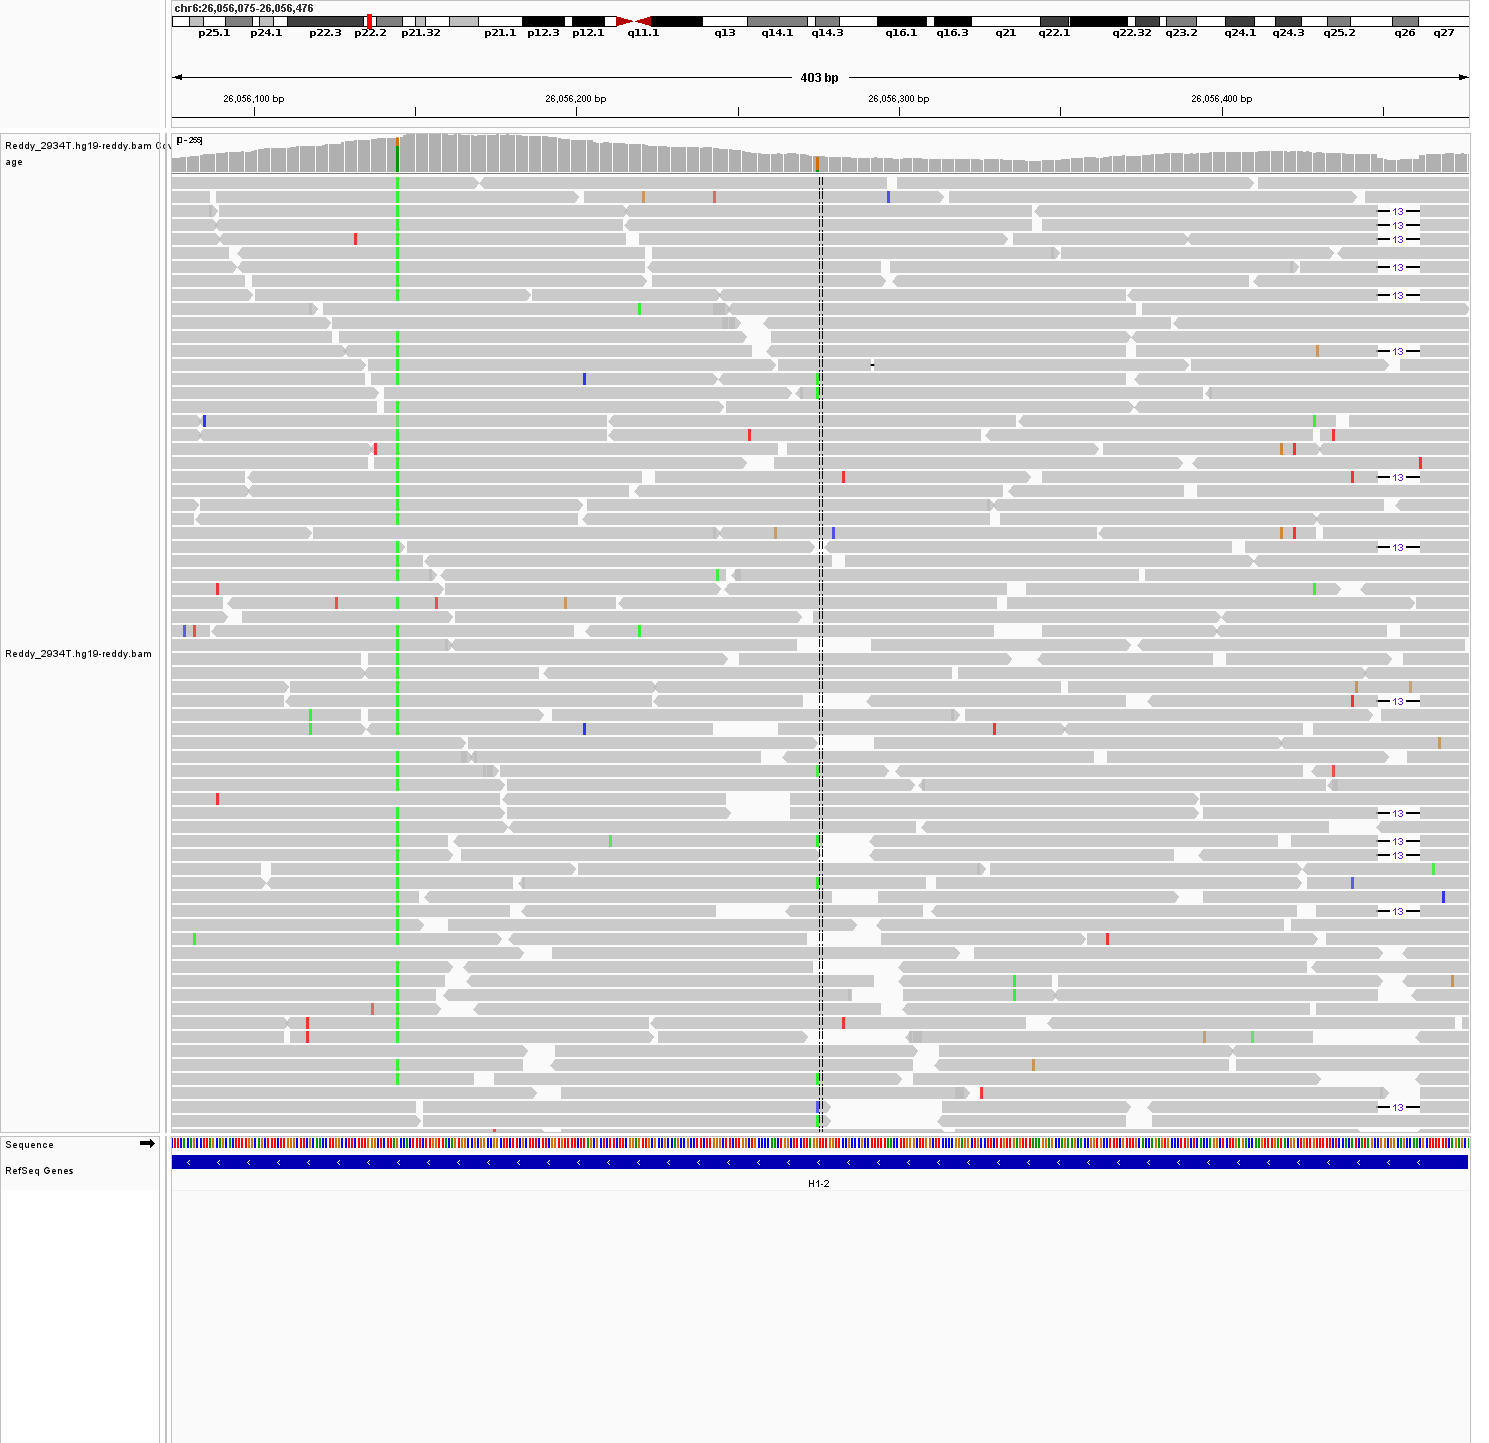 chr6:26,056,075-26,056,476
p25.1 p24.1 p22.3 p22.2 p21.32 p21.1 p12.3 p12.1 q11.1 q13 q14.1 q14.3 q16.1 q16.3 q21 q22.1 q22.32 q23.2 q24.1 q24.3 q25.2 q26 q27
403 bp
26,056,100 bp 26,056,200 bp 26,056,300 bp 26,056,400 bp
[0 - 255]
Reddy_2934T.hg19-reddy.bam Cov
age
13
13
13
13
13
13
13
13
13
Reddy_2934T.hg19-reddy.bam
13
13
13
13
13
Sequence
RefSeq Genes
H1-2